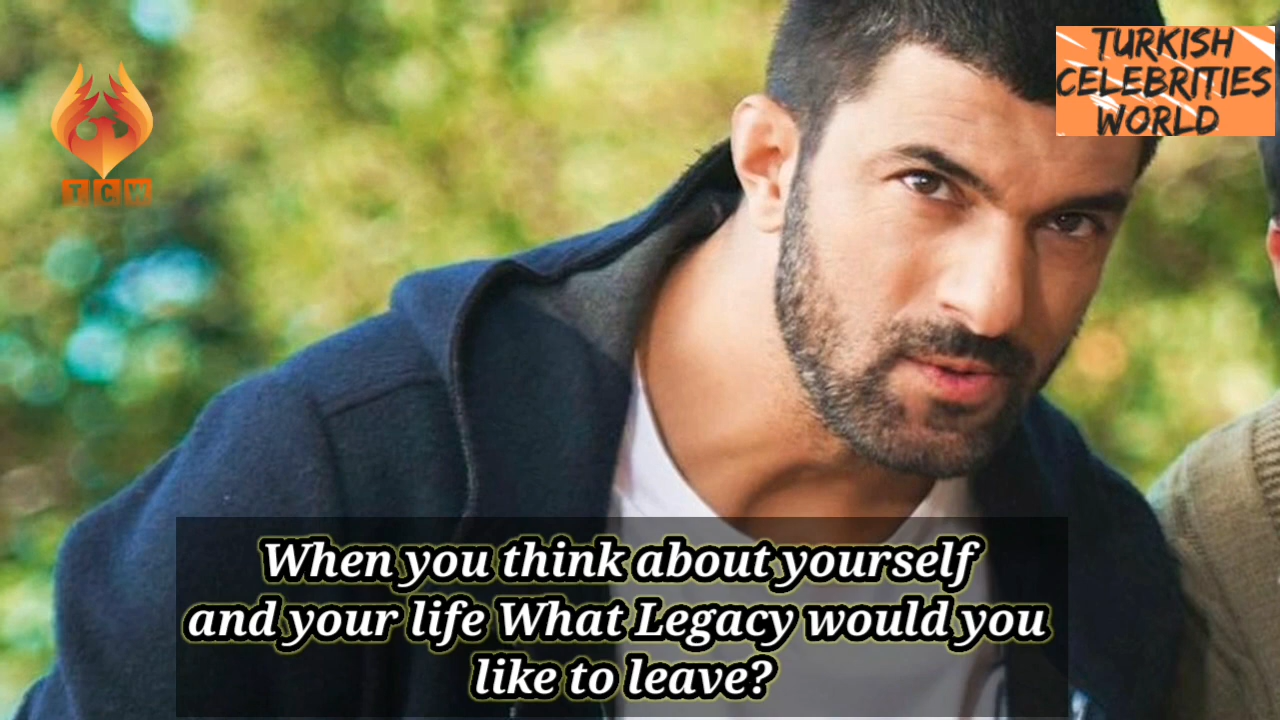 TURKISH
CELEBRITIES
WORLD
TCW
When you think about yourself
and your life What Legacy would you
like to leave?